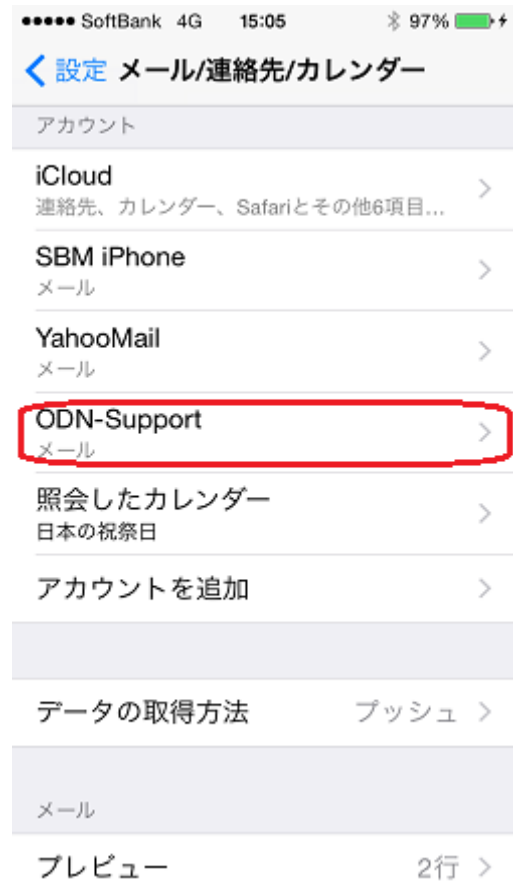 SoftBank 4G 15:05 97%
設定 メール/連絡先/カレンダー
アカウント
iCloud
連絡先、カレンダー、Safariとその他6項目...
SBM iPhone
メール
YahooMail
メール
ODN-Support
メール
照会したカレンダー
日本の祝祭日
アカウントを追加
データの取得方法 プッシュ
メール
プレビュー 2行